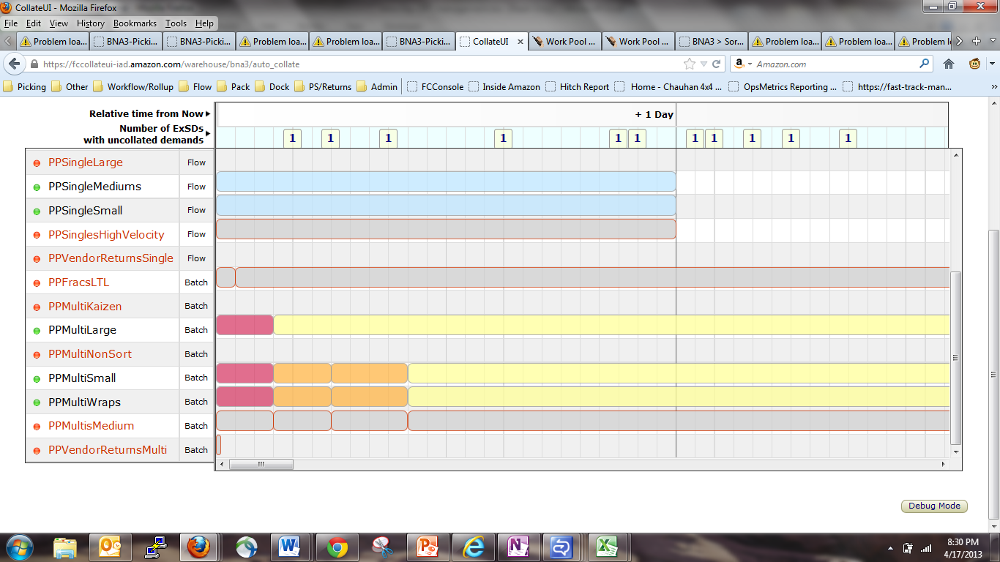 CollateUI - Mozilla Firefox
File Edit View History Bookmarks Tools Help
Problem loa... BNA3-Picki... BNA3-Picki... Problem loa... Problem loa... BNA3-Picki... CollateUI Work Pool ... Work Pool ... BNA3 > Sor... Problem loa... Problem loa... Problem l
https://fccollateui-iad.amazon.com/warehouse/bna3/auto_collate
Amazon.com
Picking Other Workflow/Rollup Flow Pack Dock PS/Returns Admin FCConsole Inside Amazon Hitch Report Home - Chauhan 4x4 ... OpsMetrics Reporting ... https://fast-track-man...
Relative time from Now
+ 1 Day
Number of ExSDs
with uncollated demands
1 1 1 1 1 1 1 1 1 1 1
PPSingleLarge Flow
PPSingleMediums Flow
PPSingleSmall Flow
PPSinglesHighVelocity Flow
PPVendorReturnsSingle Flow
PPFracsLTL Batch
PPMultiKaizen Batch
PPMultiLarge Batch
PPMultiNonSort Batch
PPMultiSmall Batch
PPMultiWraps Batch
PPMultisMedium Batch
PPVendorReturnsMulti Batch
Debug Mode
8:30 PM
4/17/2013